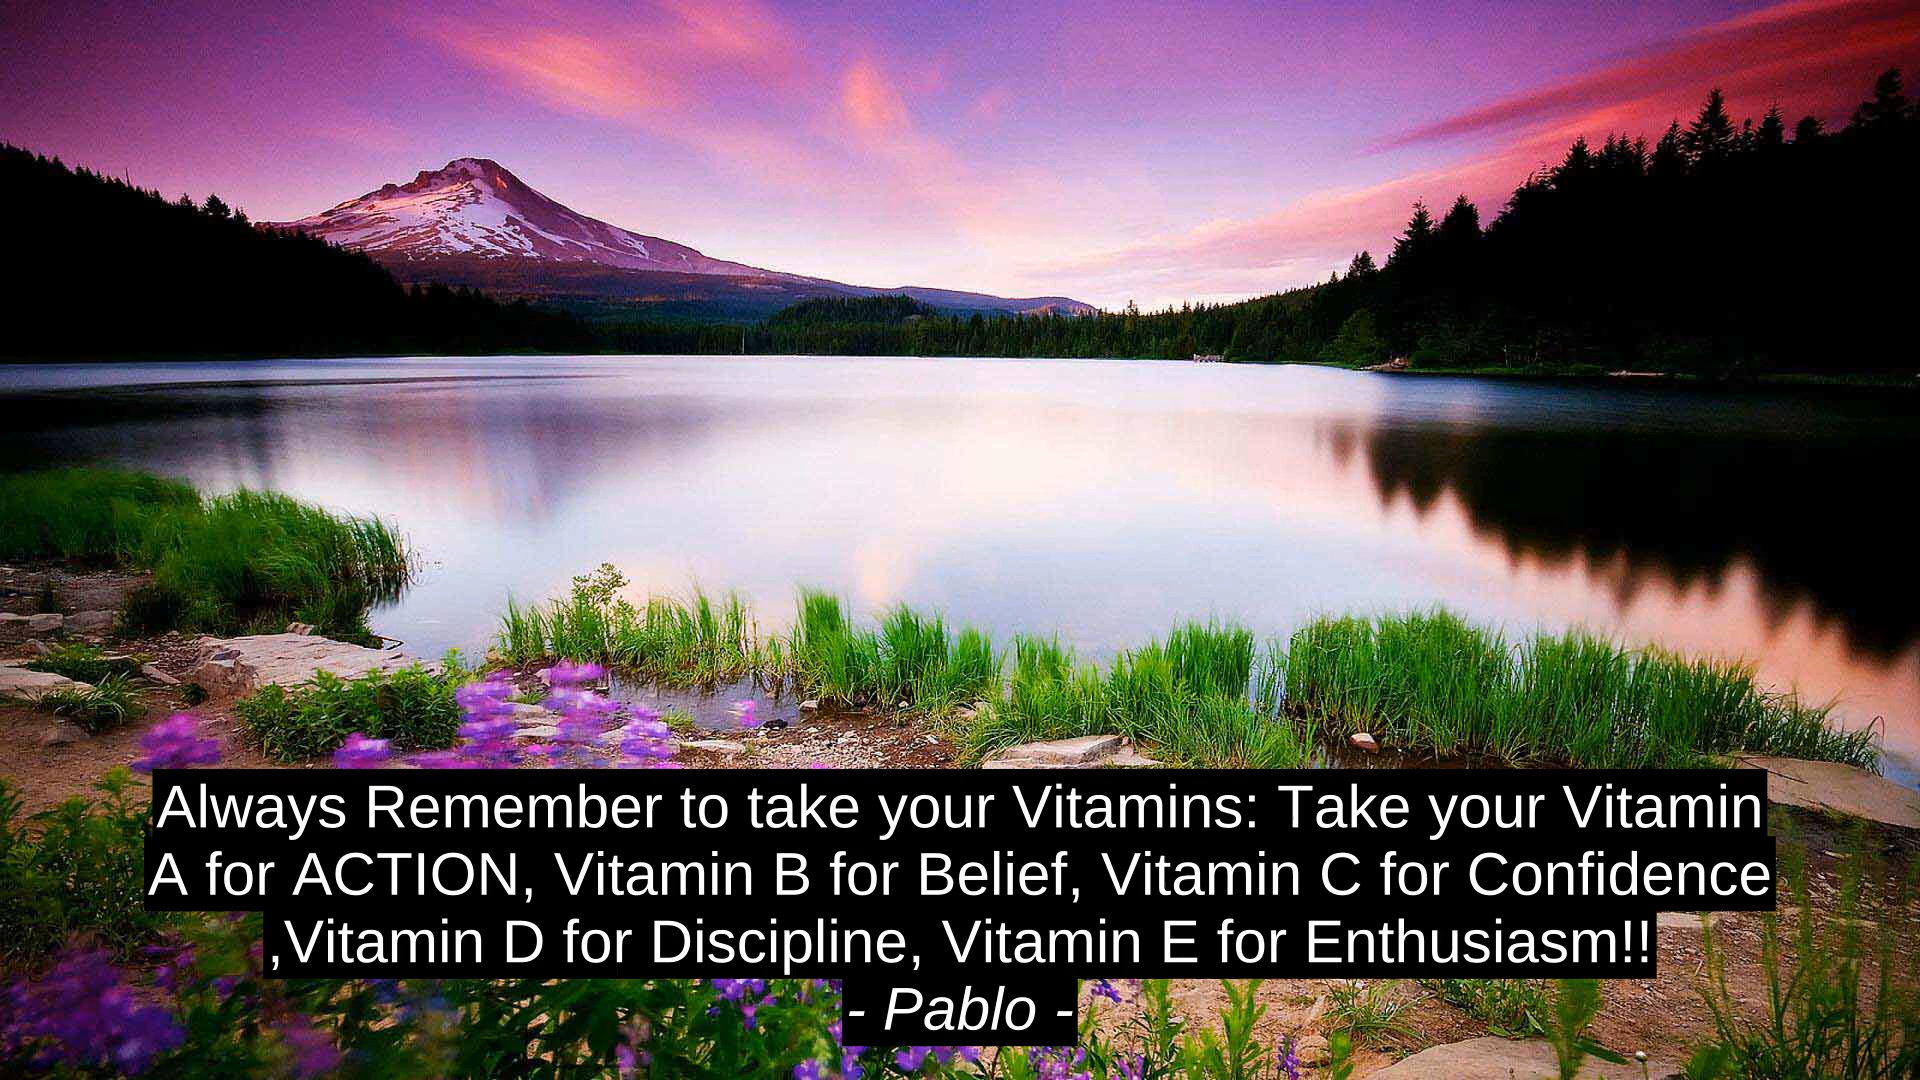 Always Remember to take your Vitamins: Take your Vitamin
A for ACTION, Vitamin B for Belief, Vitamin C for Confidence
,Vitamin D for Discipline, Vitamin E for Enthusiasm!!
- Pablo -